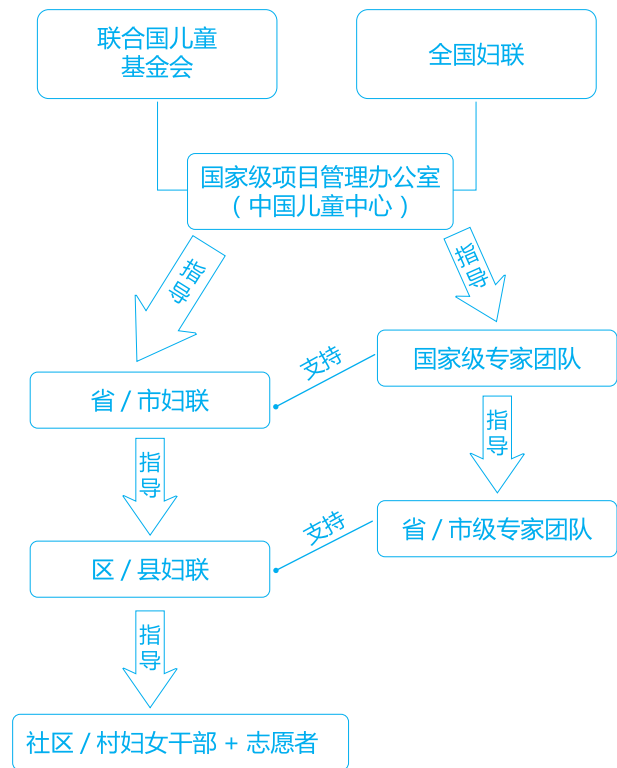 联合国儿童
基金会
全国妇联
国家级项目管理办公室
（中国儿童中心）
指导
指导
支持
国家级专家团队
省 / 市妇联
指导
指导
支持
省 / 市级专家团队
区 / 县妇联
指导
社区 / 村妇女干部 + 志愿者